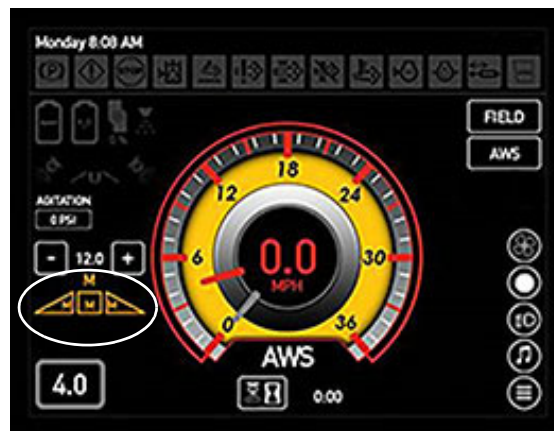 Monday 8:08 AM
(P)
STOP
FIELD
AWS
AGITATION
0 PSI
- 12.0 +
M
M M M
4.0
0
6
12
18
24
30
36
0.0
MPH
AWS
0:00